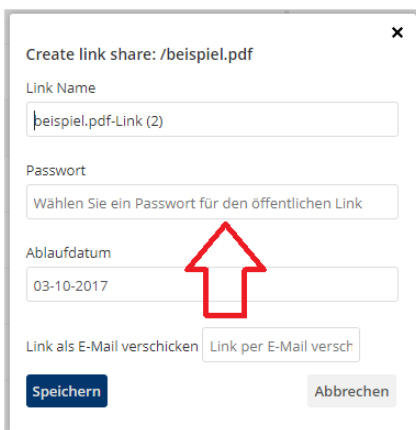 Create link share: /beispiel.pdf
Link Name
beispiel.pdf-Link (2)
Passwort
Wählen Sie ein Passwort für den öffentlichen Link
Ablaufdatum
03-10-2017
Link als E-Mail verschicken Link per E-Mail versch
Speichern Abbrechen